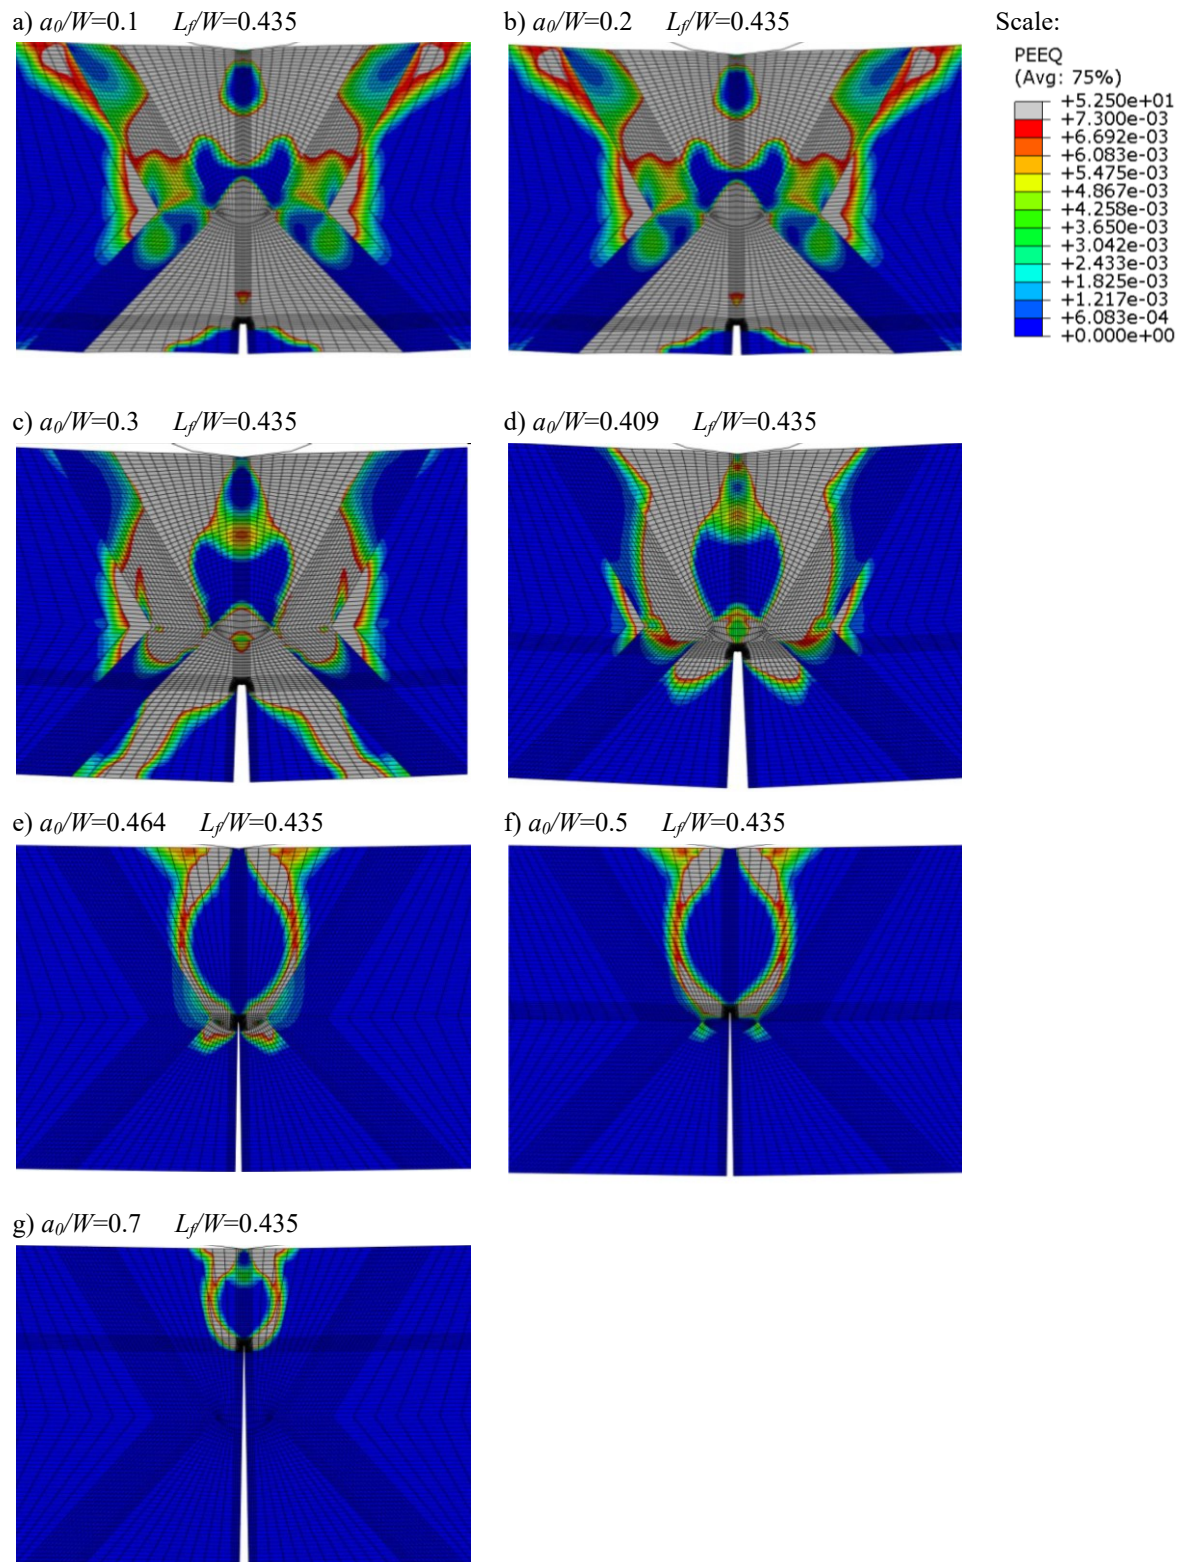 a) a0/W=0.1 Lf/W=0.435
b) a0/W=0.2 Lf/W=0.435
Scale:
PEEQ
(Avg: 75%)
+5.250e+01
+7.300e-03
+6.692e-03
+6.083e-03
+5.475e-03
+4.867e-03
+4.258e-03
+3.650e-03
+3.042e-03
+2.433e-03
+1.825e-03
+1.217e-03
+6.083e-04
+0.000e+00
c) a0/W=0.3 Lf/W=0.435
d) a0/W=0.409 Lf/W=0.435
e) a0/W=0.464 Lf/W=0.435
f) a0/W=0.5 Lf/W=0.435
g) a0/W=0.7 Lf/W=0.435